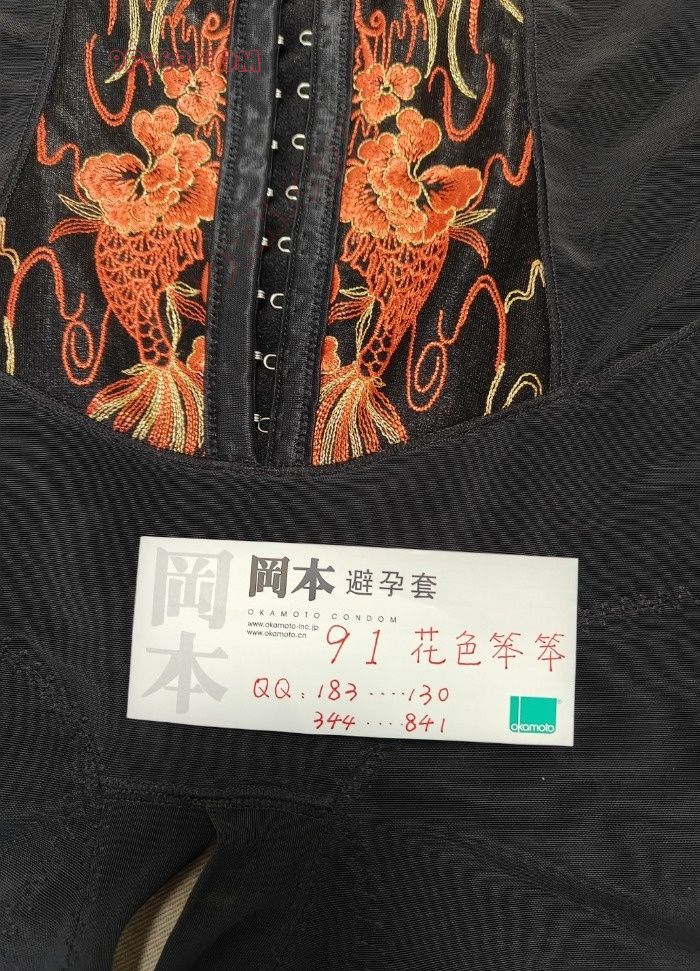 岡本
岡本 避孕套
OKAMOTO CONDOM
www.okamoto-inc.jp
www.okamoto.cn
91 花色笨笨
QQ: 183····130
344····841
okamoto